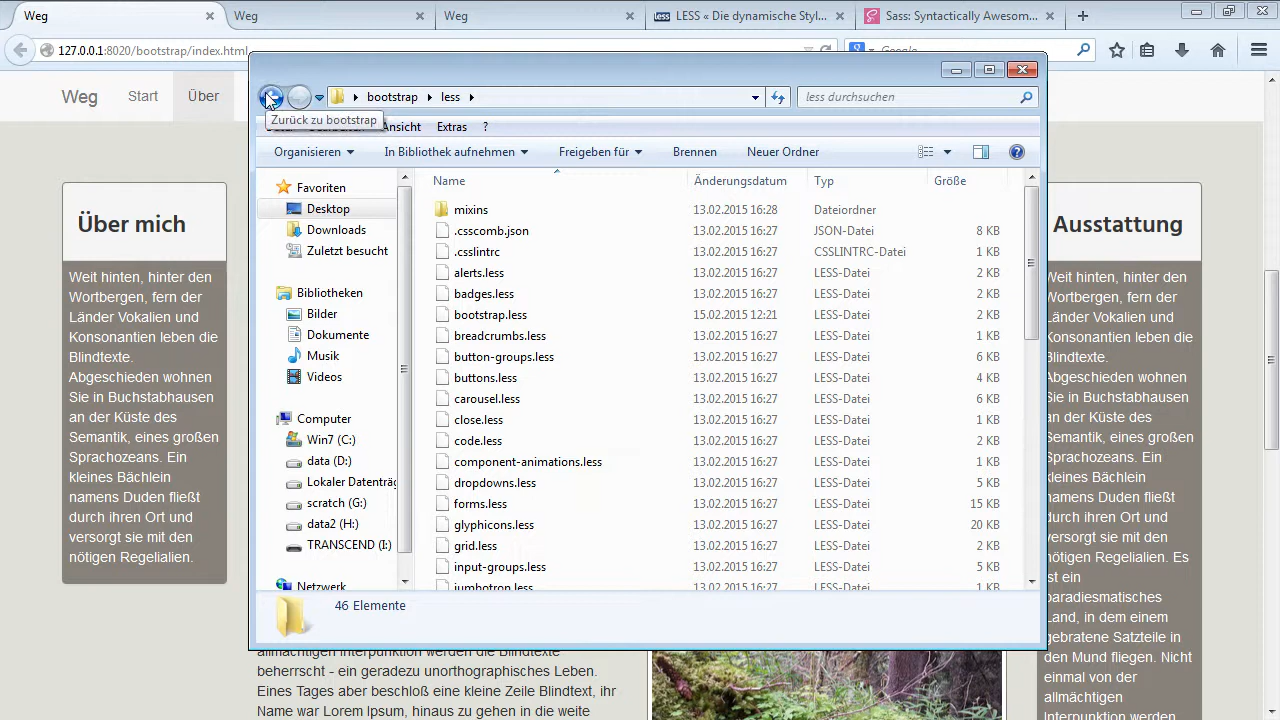 Weg
Weg
Weg
LESS « Die dynamische Styl...
Sass: Syntactically Awesom...
127.0.0.1:8020/bootstrap/index.html
Google
Weg
Start
Über
bootstrap
less
less durchsuchen
Zurück zu bootstrap
Ansicht
Extras
?
Organisieren
In Bibliothek aufnehmen
Freigeben für
Brennen
Neuer Ordner
Favoriten
Desktop
Downloads
Zuletzt besucht
Bibliotheken
Bilder
Dokumente
Musik
Videos
Computer
Win7 (C:)
data (D:)
Lokaler Datenträ
scratch (G:)
data2 (H:)
TRANSCEND (I:)
Netzwerk
Name Änderungsdatum Typ Größe
mixins 13.02.2015 16:28 Dateiordner
.csscomb.json 13.02.2015 16:27 JSON-Datei 8 KB
.csslintrc 13.02.2015 16:27 CSSLINTRC-Datei 1 KB
alerts.less 13.02.2015 16:27 LESS-Datei 2 KB
badges.less 13.02.2015 16:27 LESS-Datei 2 KB
bootstrap.less 15.02.2015 12:21 LESS-Datei 2 KB
breadcrumbs.less 13.02.2015 16:27 LESS-Datei 1 KB
button-groups.less 13.02.2015 16:27 LESS-Datei 6 KB
buttons.less 13.02.2015 16:27 LESS-Datei 4 KB
carousel.less 13.02.2015 16:27 LESS-Datei 6 KB
close.less 13.02.2015 16:27 LESS-Datei 1 KB
code.less 13.02.2015 16:27 LESS-Datei 2 KB
component-animations.less 13.02.2015 16:27 LESS-Datei 1 KB
dropdowns.less 13.02.2015 16:27 LESS-Datei 5 KB
forms.less 13.02.2015 16:27 LESS-Datei 15 KB
glyphicons.less 13.02.2015 16:27 LESS-Datei 20 KB
grid.less 13.02.2015 16:27 LESS-Datei 2 KB
input-groups.less 13.02.2015 16:27 LESS-Datei 5 KB
jumbotron.less 13.02.2015 16:27 LESS-Datei 1 KB
46 Elemente
Über mich
Weit hinten, hinter den
Wortbergen, fern der
Länder Vokalien und
Konsonantien leben die
Blindtexte.
Abgeschieden wohnen
Sie in Buchstabhausen
an der Küste des
Semantik, eines großen
Sprachozeans. Ein
kleines Bächlein
namens Duden fließt
durch ihren Ort und
versorgt sie mit den
nötigen Regelialien.
allmächtigen Interpunktion werden die Blindtexte
beherrscht - ein geradezu unorthographisches Leben.
Eines Tages aber beschloß eine kleine Zeile Blindtext, ihr
Name war Lorem Ipsum, hinaus zu gehen in die weite
Ausstattung
Weit hinten, hinter den
Wortbergen, fern der
Länder Vokalien und
Konsonantien leben die
Blindtexte.
Abgeschieden wohnen
Sie in Buchstabhausen
an der Küste des
Semantik, eines großen
Sprachozeans. Ein
kleines Bächlein
namens Duden fließt
durch ihren Ort und
versorgt sie mit den
nötigen Regelialien. Es
ist ein
paradiesmatisches
Land, in dem einem
gebratene Satzteile in
den Mund fliegen. Nicht
einmal von der
allmächtigen
Interpunktion werden